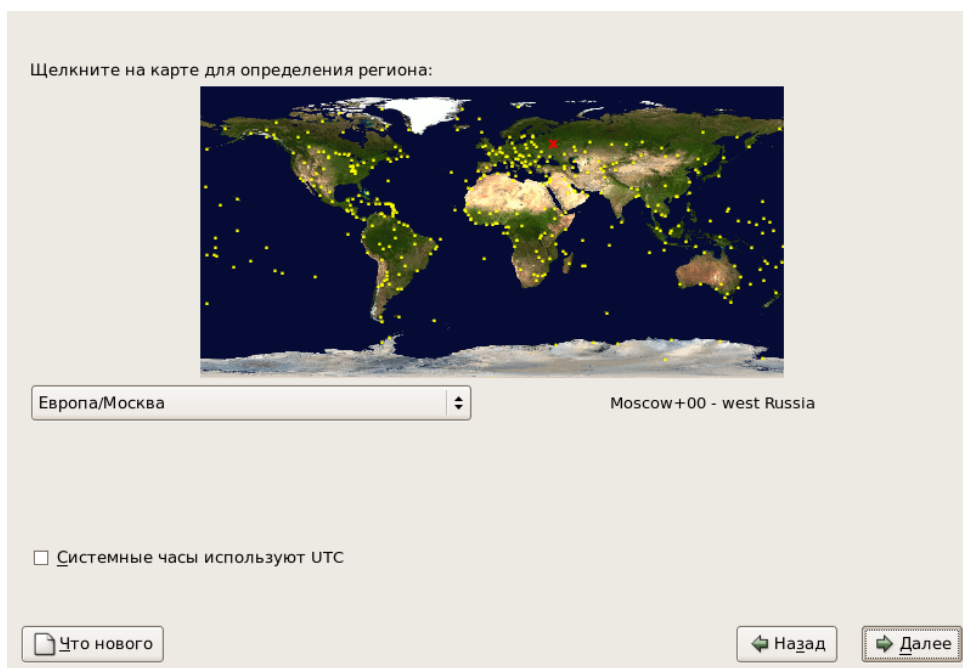 Щелкните на карте для определения региона:
Европа/Москва
Moscow+00 - west Russia
Системные часы используют UTC
Что нового
Назад
Далее